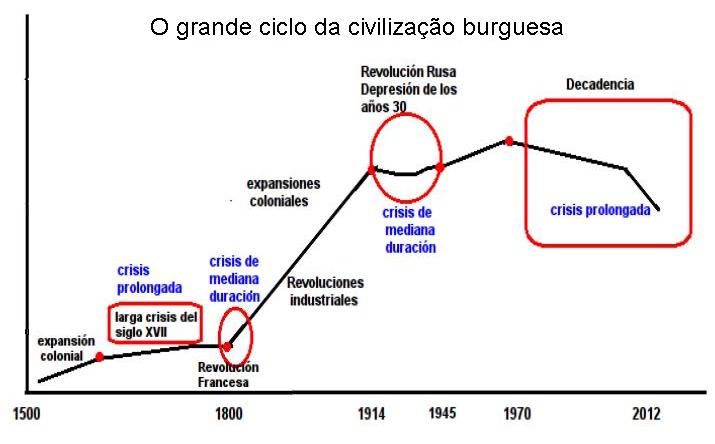 O grande ciclo da civilização burguesa
Revolución Rusa
Depresión de los
años 30
Decadencia
expansiones
coloniales
crisis de
mediana
duración
crisis prolongada
crisis
prolongada
crisis de
mediana
duración
Revoluciones
industriales
larga crisis del
siglo XVII
expansión
colonial
Revolución
Francesa
1500
1800
1914
1945
1970
2012